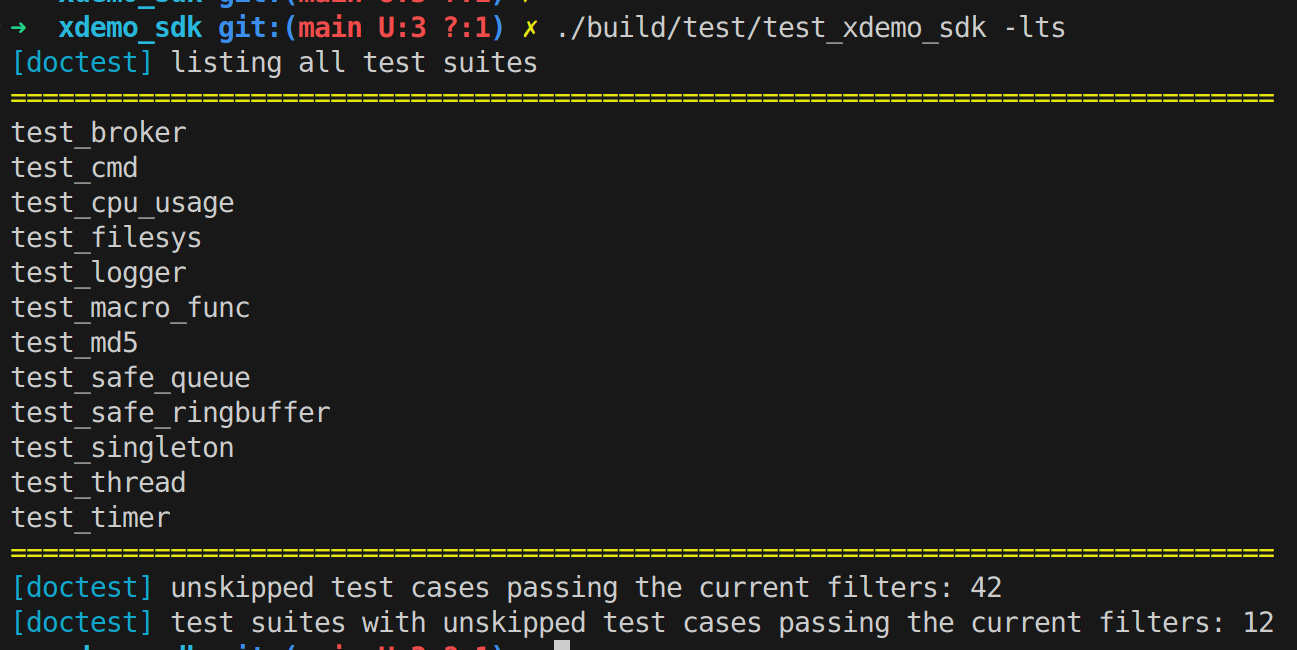 ➜  xdemo_sdk git:(main U:3 ?:1) ✗ ./build/test/test_xdemo_sdk -lts
[doctest] listing all test suites
===============================================================================
test_broker
test_cmd
test_cpu_usage
test_filesys
test_logger
test_macro_func
test_md5
test_safe_queue
test_safe_ringbuffer
test_singleton
test_thread
test_timer
===============================================================================
[doctest] unskipped test cases passing the current filters: 42
[doctest] test suites with unskipped test cases passing the current filters: 12